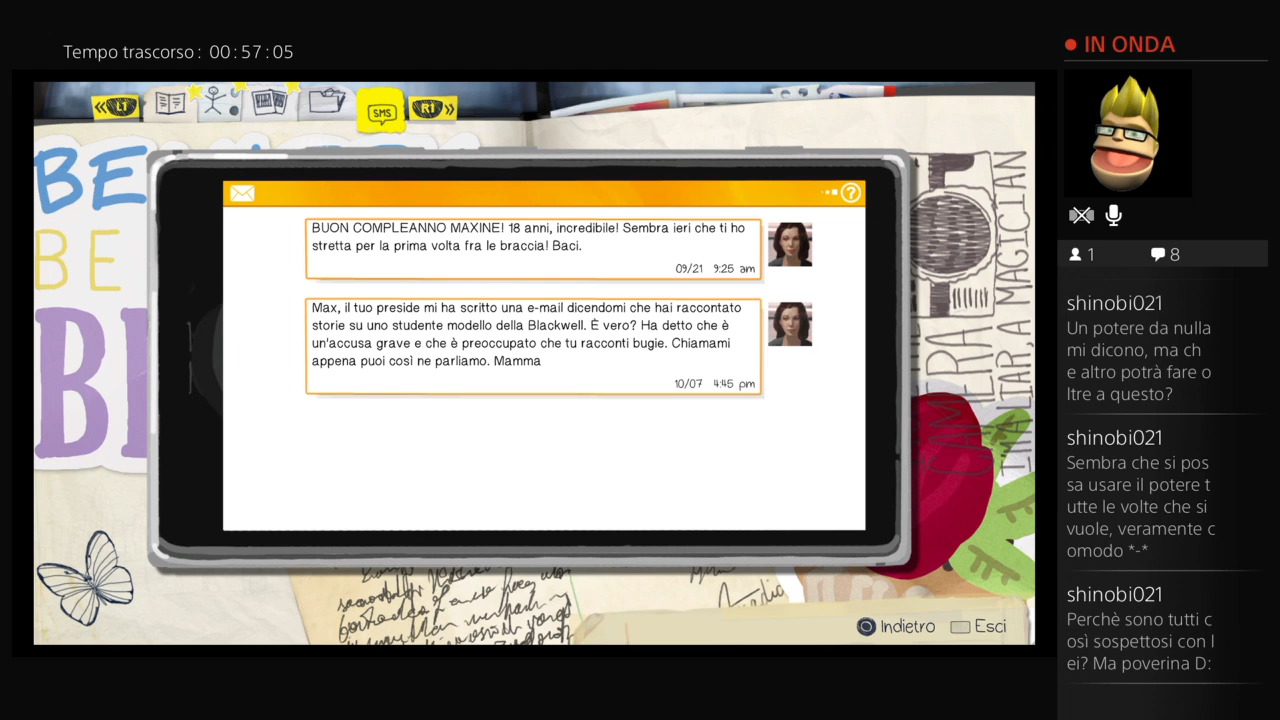 Tempo trascorso: 00:57:05
IN ONDA
LT
SMS
R1
BE
BE
BUON COMPLEANNO MAXINE! 18 anni, incredibile! Sembra ieri che ti ho
stretta per la prima volta fra le braccia! Baci.
09/21 9:25 am
Max, il tuo preside mi ha scritto una e-mail dicendomi che hai raccontato
storie su uno studente modello della Blackwell. È vero? Ha detto che è
un'accusa grave e che è preoccupato che tu racconti bugie. Chiamami
appena puoi così ne parliamo. Mamma
10/07 4:45 pm
CAMERA
MAGICIAN
Indietro
Esci
1
8
shinobi021
Un potere da nulla
mi dicono, ma ch
e altro potrà fare o
ltre a questo?
shinobi021
Sembra che si pos
sa usare il potere t
utte le volte che si
vuole, veramente c
omodo *-*
shinobi021
Perchè sono tutti c
osì sospettosi con l
ei? Ma poverina D: